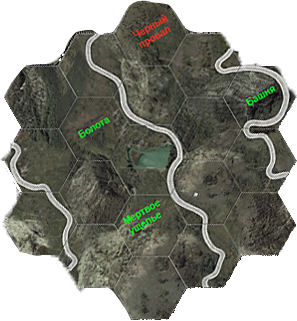 Черный
провал
Башня
Болота
Мертвое
ущелье